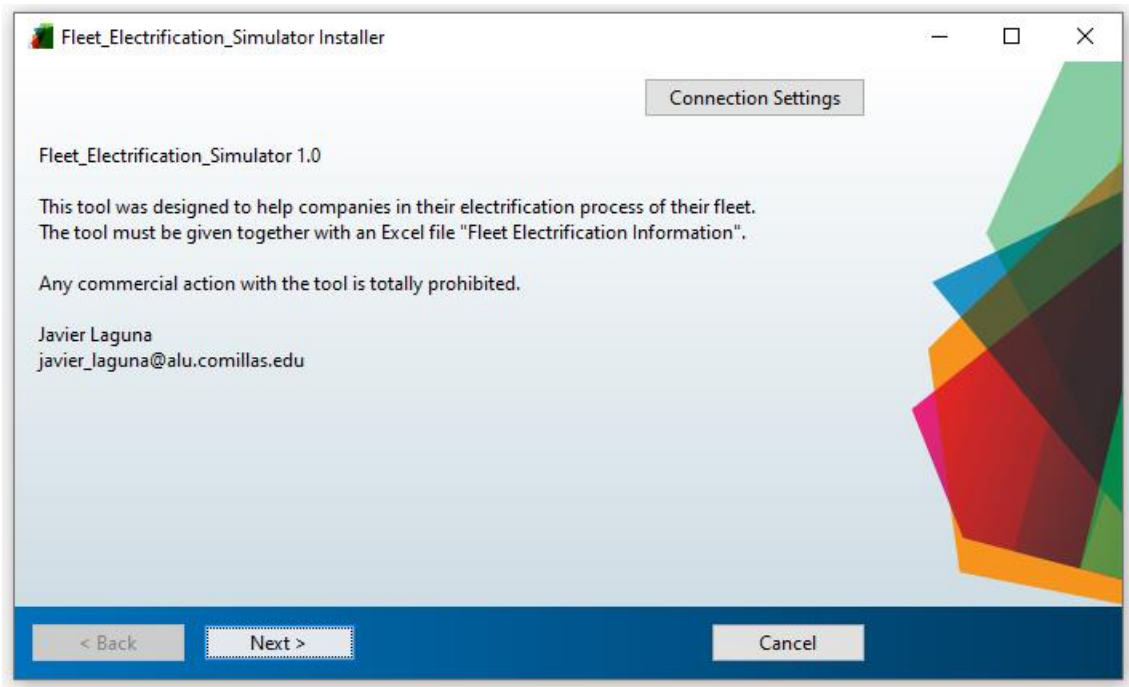 Fleet_Electrification_Simulator Installer
Connection Settings
Fleet_Electrification_Simulator 1.0
This tool was designed to help companies in their electrification process of their fleet.
The tool must be given together with an Excel file "Fleet Electrification Information".
Any commercial action with the tool is totally prohibited.
Javier Laguna
javier_laguna@alu.comillas.edu
< Back
Next >
Cancel